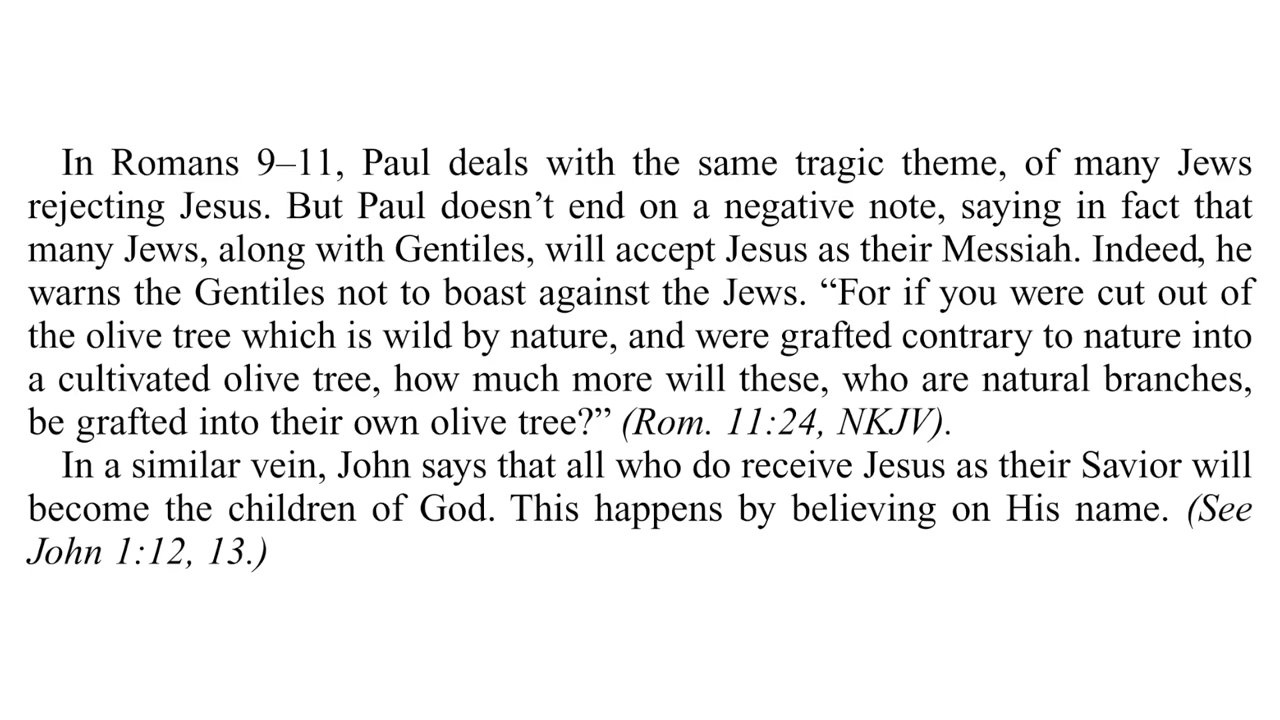 In Romans 9–11, Paul deals with the same tragic theme, of many Jews
rejecting Jesus. But Paul doesn’t end on a negative note, saying in fact that
many Jews, along with Gentiles, will accept Jesus as their Messiah. Indeed, he
warns the Gentiles not to boast against the Jews. “For if you were cut out of
the olive tree which is wild by nature, and were grafted contrary to nature into
a cultivated olive tree, how much more will these, who are natural branches,
be grafted into their own olive tree?” (Rom. 11:24, NKJV).
In a similar vein, John says that all who do receive Jesus as their Savior will
become the children of God. This happens by believing on His name. (See
John 1:12, 13.)